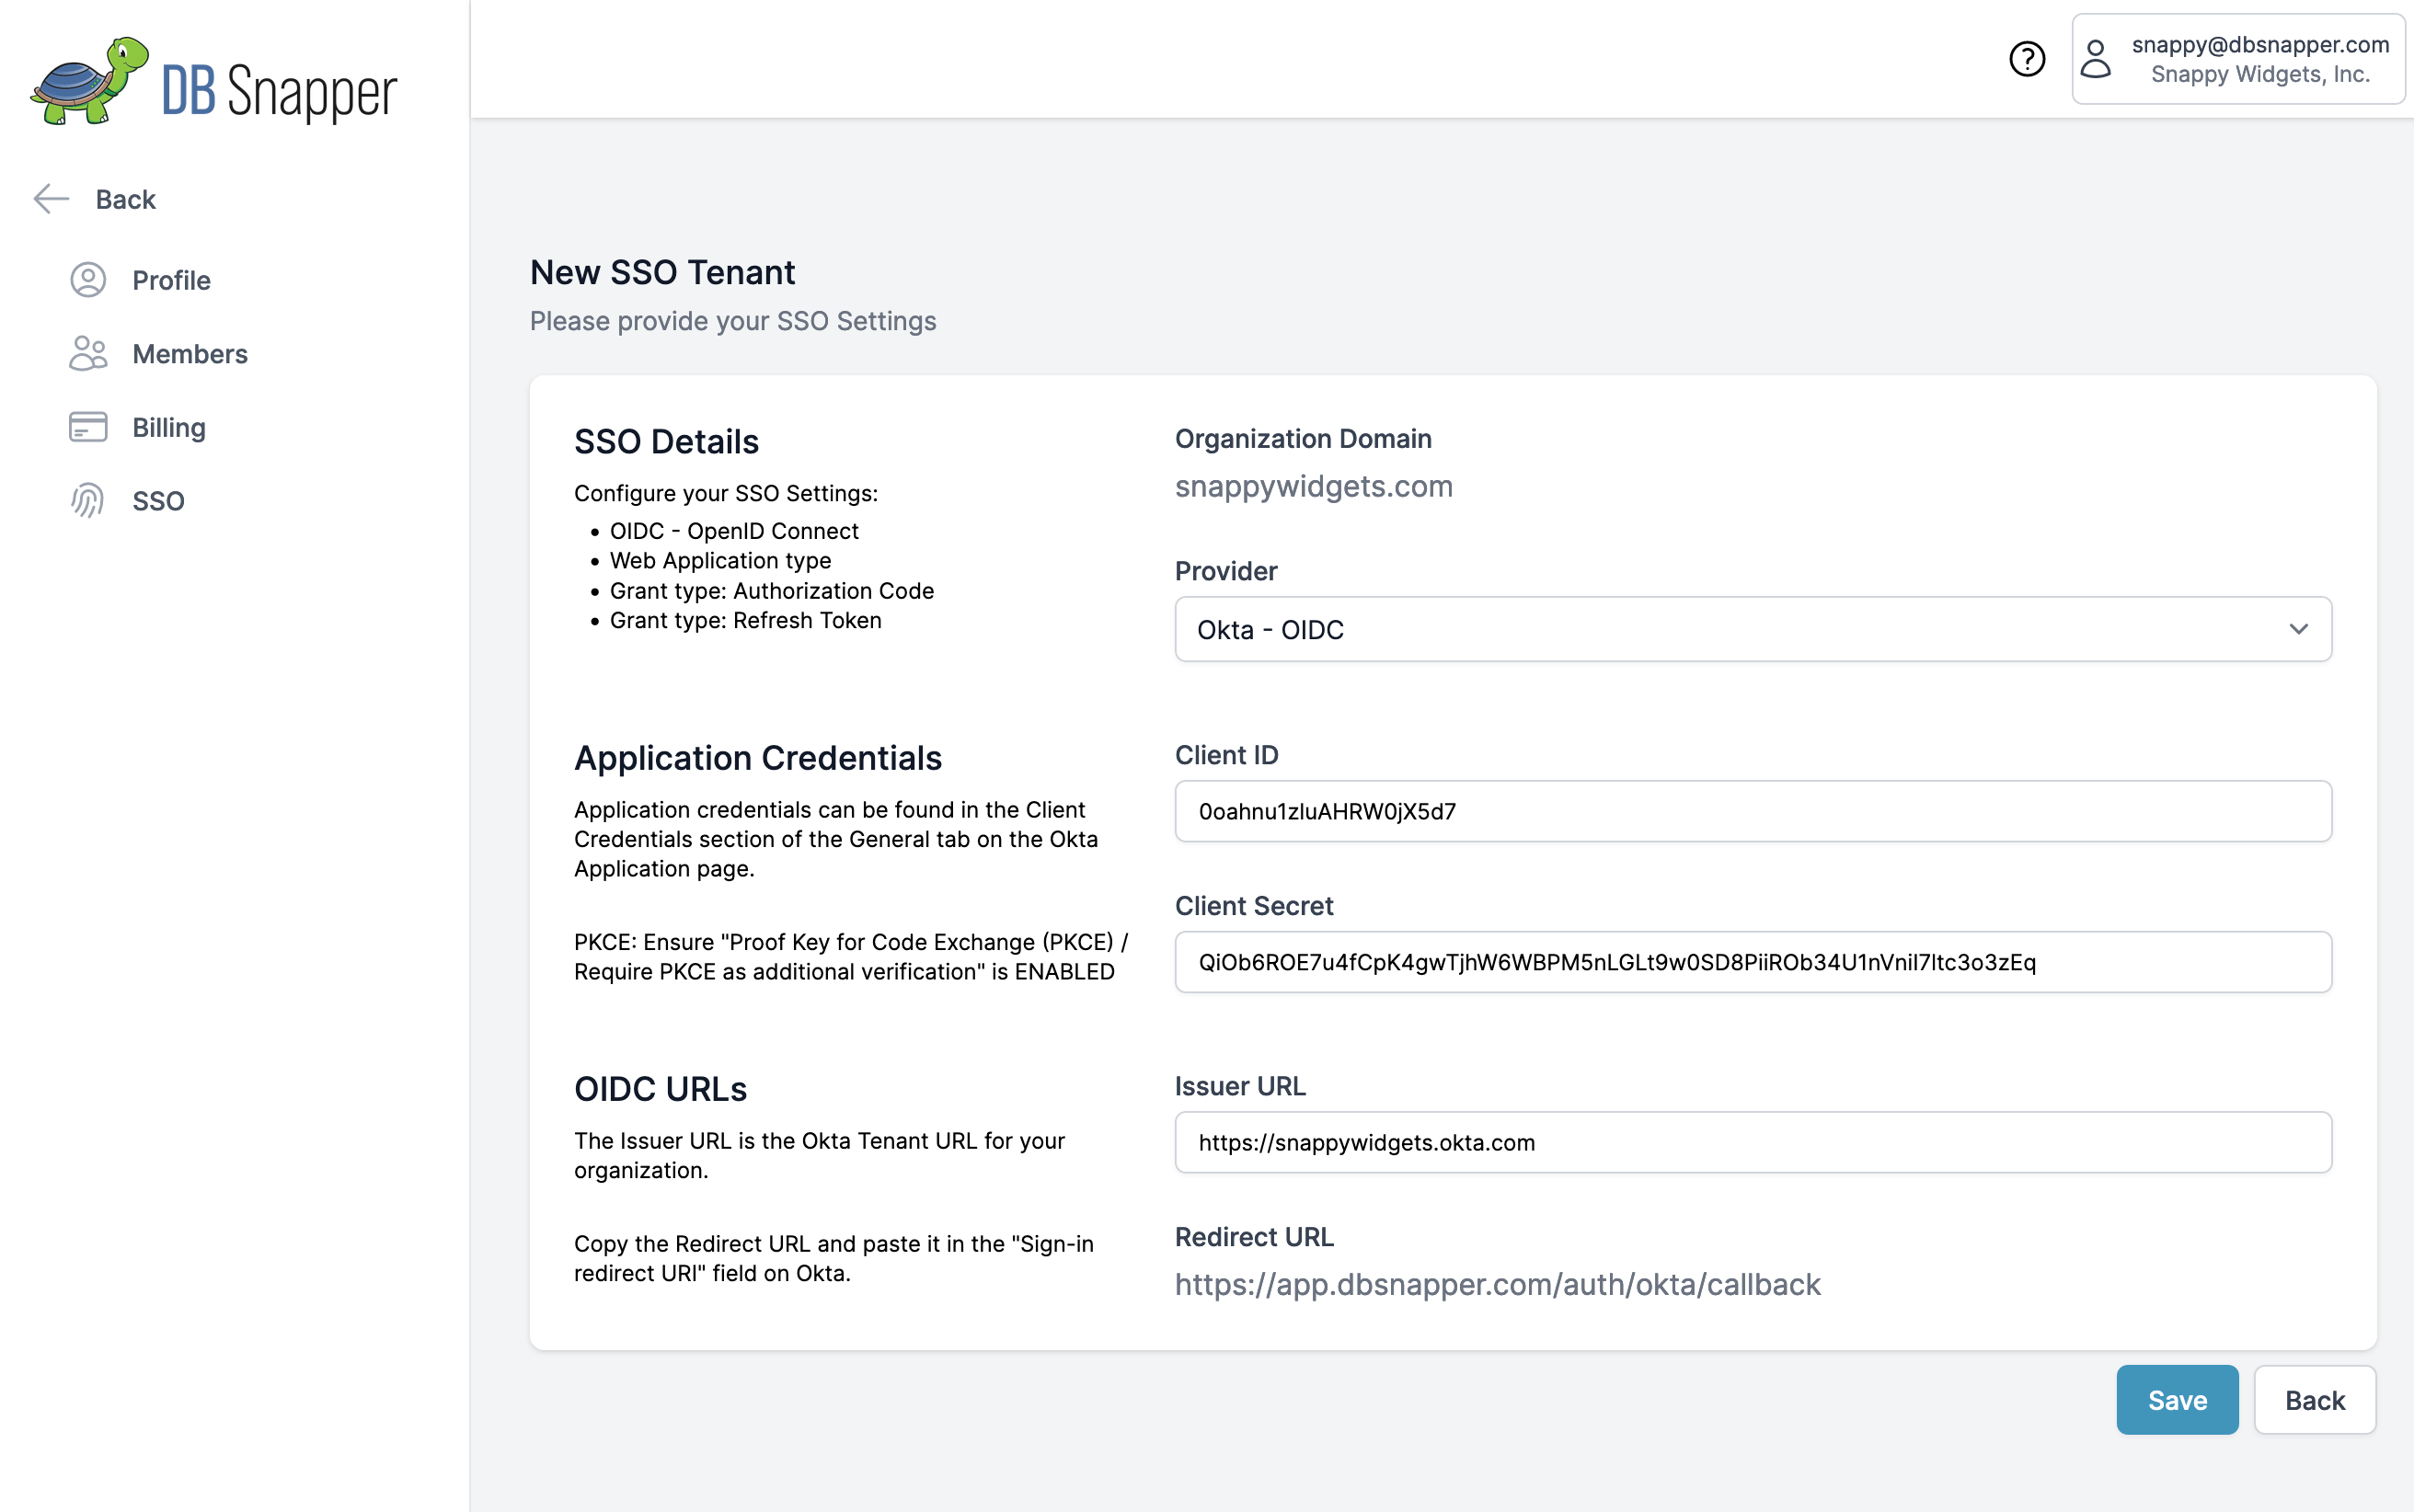 DB Snapper
snappy@dbsnapper.com
Snappy Widgets, Inc.
Back
Profile
Members
Billing
SSO
New SSO Tenant
Please provide your SSO Settings
SSO Details
Configure your SSO Settings:
• OIDC - OpenID Connect
• Web Application type
• Grant type: Authorization Code
• Grant type: Refresh Token
Organization Domain
snappywidgets.com
Provider
Okta - OIDC
Application Credentials
Application credentials can be found in the Client
Credentials section of the General tab on the Okta
Application page.
PKCE: Ensure "Proof Key for Code Exchange (PKCE) /
Require PKCE as additional verification" is ENABLED
Client ID
0oahnu1zluAHRW0jX5d7
Client Secret
QiOb6ROE7u4fCpK4gwTjhW6WBPM5nLGLt9w0SD8PiiROb34U1nVnil7ltc3o3zEq
OIDC URLs
The Issuer URL is the Okta Tenant URL for your
organization.
Copy the Redirect URL and paste it in the "Sign-in
redirect URI" field on Okta.
Issuer URL
https://snappywidgets.okta.com
Redirect URL
https://app.dbsnapper.com/auth/okta/callback
Save
Back